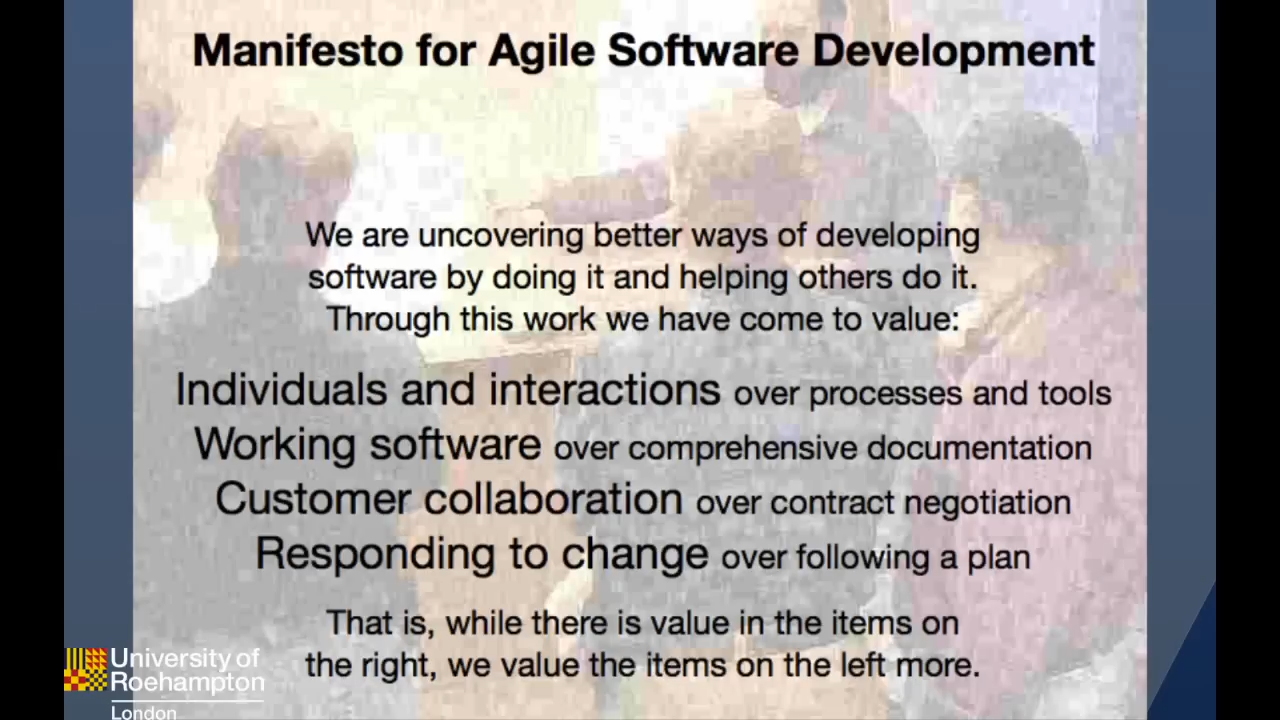 Manifesto for Agile Software Development
We are uncovering better ways of developing
software by doing it and helping others do it.
Through this work we have come to value:
Individuals and interactions over processes and tools
Working software over comprehensive documentation
Customer collaboration over contract negotiation
Responding to change over following a plan
That is, while there is value in the items on
the right, we value the items on the left more.
University of
Roehampton
London